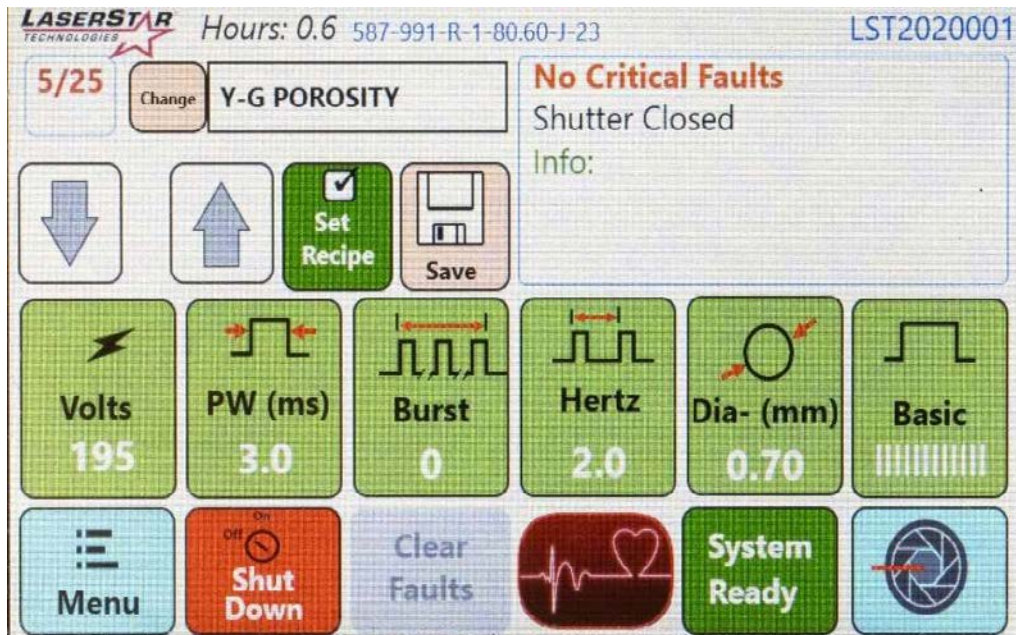 LASERSTAR
TECHNOLOGIES
Hours: 0.6
587-991-R-1-80.60-J-23
LST2020001
5/25
Change
Y-G POROSITY
No Critical Faults
Shutter Closed
Info:
Set
Recipe
Save
Volts
195
PW (ms)
3.0
Burst
0
Hertz
2.0
Dia- (mm)
0.70
Basic
Menu
Off
On
Shut
Down
Clear
Faults
System
Ready